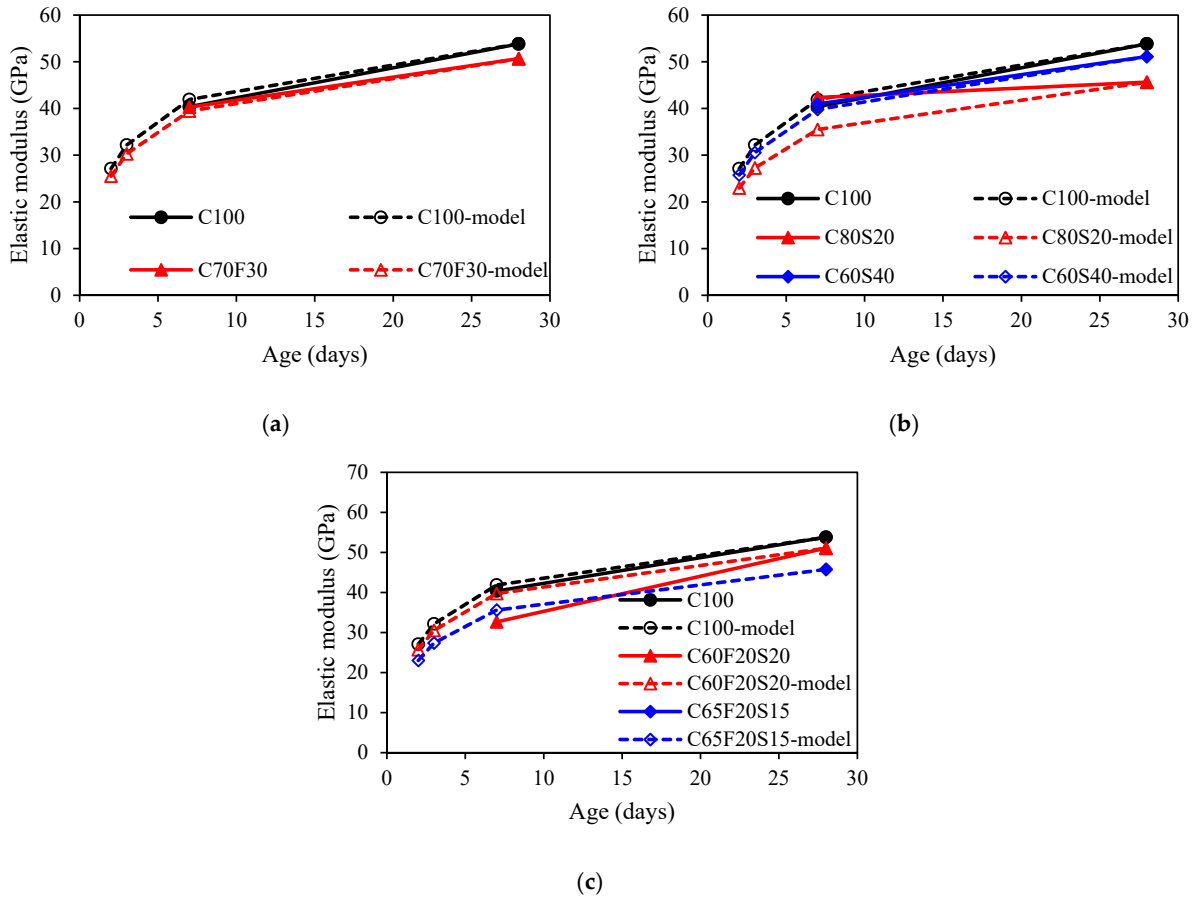 60
50
40
30
20
10
0
Elastic modulus (GPa)
C100 C100-model
C70F30 C70F30-model
0 5 10 15 20 25 30
Age (days)
(a)
60
50
40
30
20
10
0
Elastic modulus (GPa)
C100 C100-model
C80S20 C80S20-model
C60S40 C60S40-model
0 5 10 15 20 25 30
Age (days)
(b)
70
60
50
40
30
20
10
0
Elastic modulus (GPa)
C100
C100-model
C60F20S20
C60F20S20-model
C65F20S15
C65F20S15-model
0 5 10 15 20 25 30
Age (days)
(c)